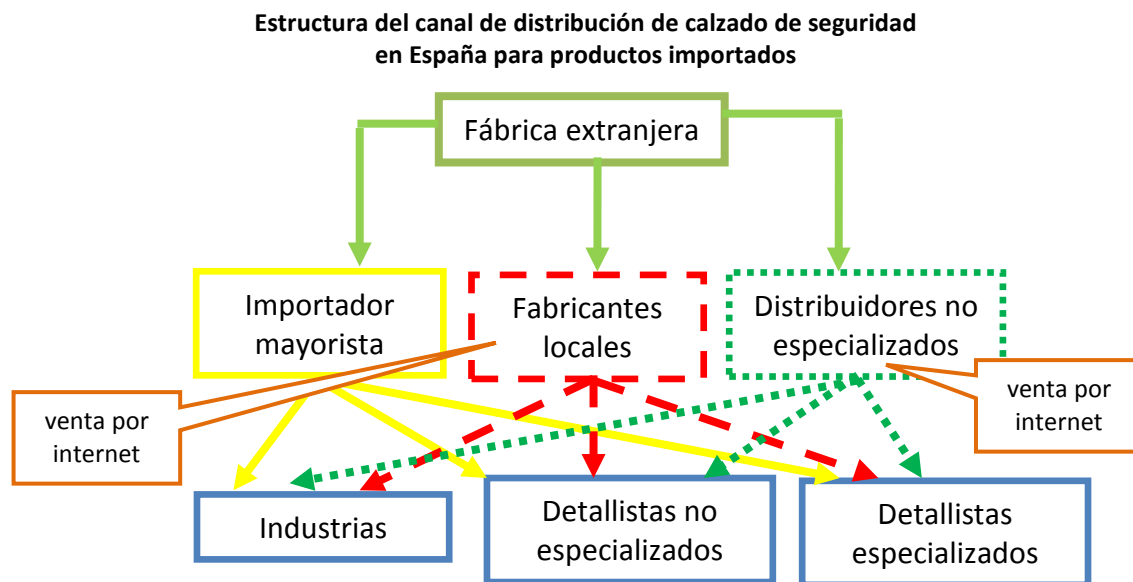 Estructura del canal de distribución de calzado de seguridad
en España para productos importados
Fábrica extranjera
Importador
mayorista
Fabricantes
locales
Distribuidores no
especializados
venta por
internet
venta por
internet
Industrias
Detallistas no
especializados
Detallistas
especializados